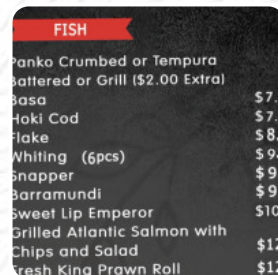 FISH
Panko Crumbed or Tempura
Battered or Grill ($2.00 Extra)
Basa $7.
Hoki Cod $7.
Flake $8.
Whiting (6pcs) $9.
Snapper $9
Barramundi $9
Sweet Lip Emperor $10
Grilled Atlantic Salmon with
Chips and Salad $12
Fresh King Prawn Roll $12